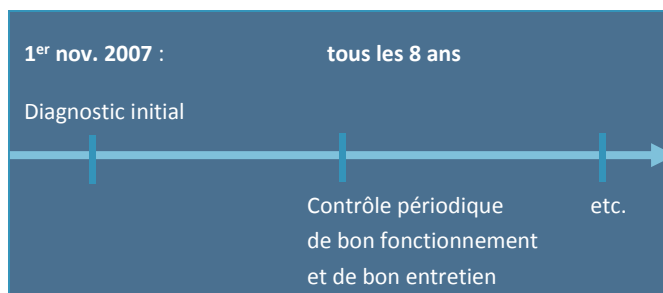 1er nov. 2007 :
tous les 8 ans
Diagnostic initial
Contrôle périodique
de bon fonctionnement
et de bon entretien
etc.